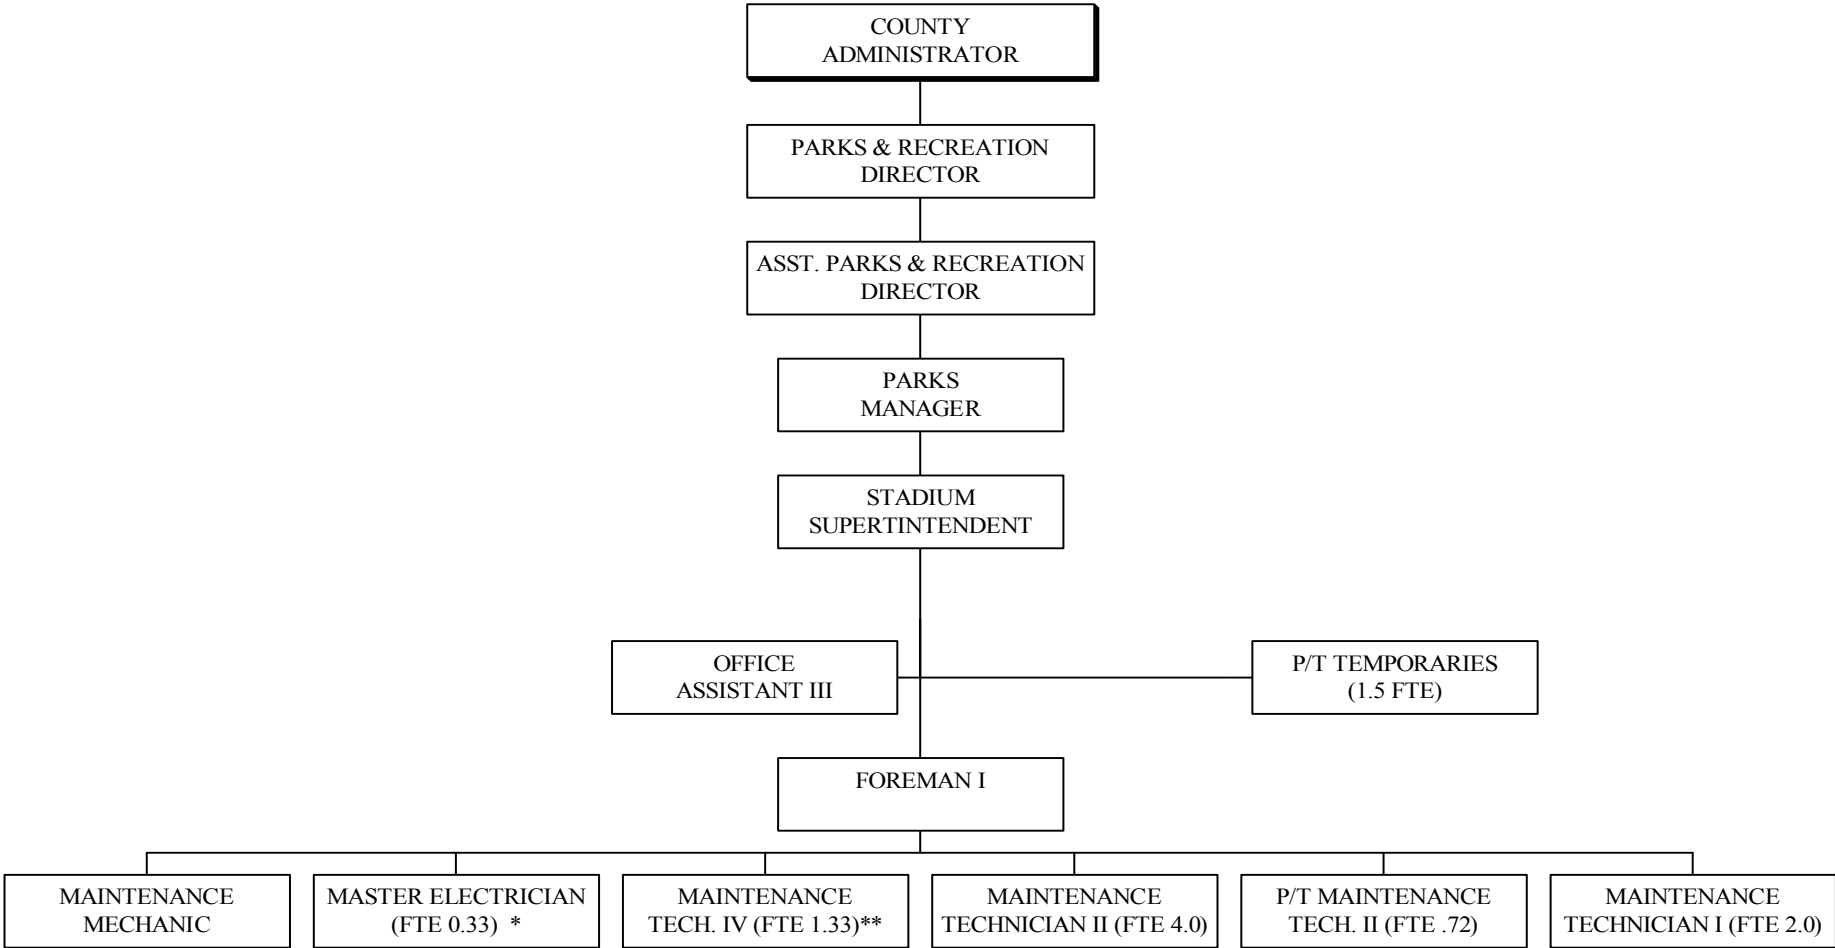 COUNTY
ADMINISTRATOR
PARKS & RECREATION
DIRECTOR
ASST. PARKS & RECREATION
DIRECTOR
PARKS
MANAGER
STADIUM
SUPERTINTENDENT
OFFICE
ASSISTANT III
P/T TEMPORARIES
(1.5 FTE)
FOREMAN I
MAINTENANCE
MECHANIC
MASTER ELECTRICIAN
(FTE 0.33) *
MAINTENANCE
TECH. IV (FTE 1.33)**
MAINTENANCE
TECHNICIAN II (FTE 4.0)
P/T MAINTENANCE
TECH. II (FTE .72)
MAINTENANCE
TECHNICIAN I (FTE 2.0)